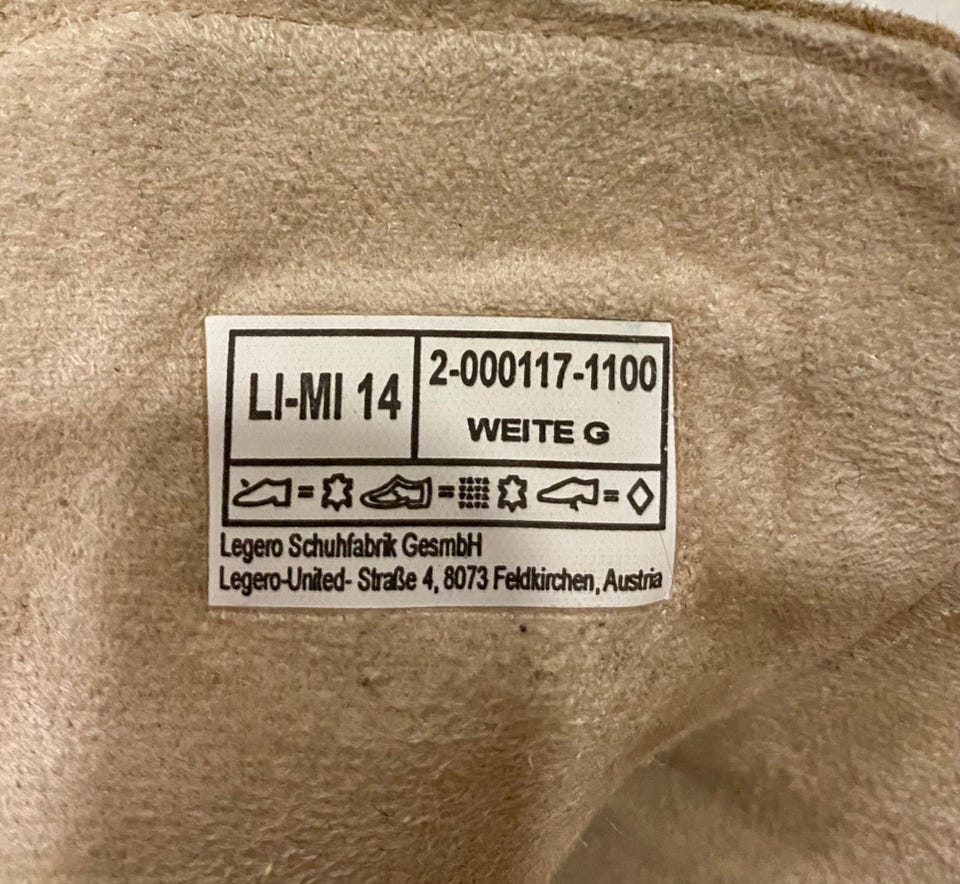 LI-MI 14
2-000117-1100
WEITE G
Legero Schuhfabrik GesmbH
Legero-United- Straße 4, 8073 Feldkirchen, Austria